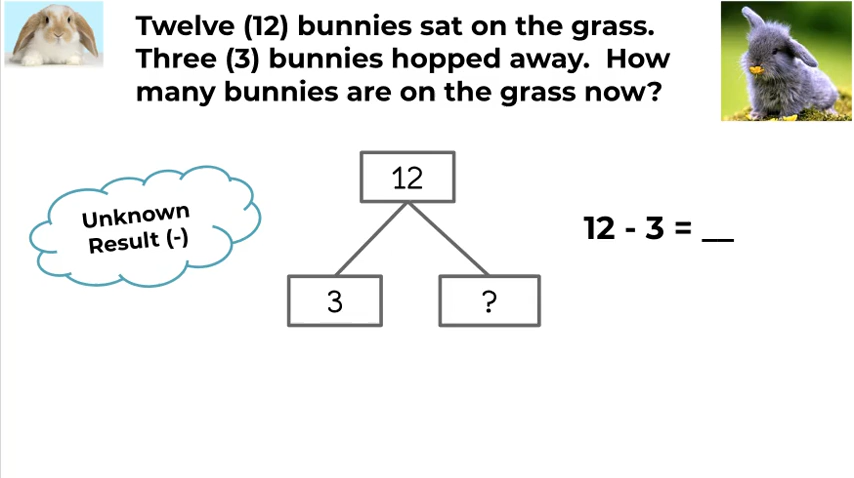 Twelve (12) bunnies sat on the grass.
Three (3) bunnies hopped away.  How
many bunnies are on the grass now?
12
Unknown
Result (-)
12 - 3 = __
3
?